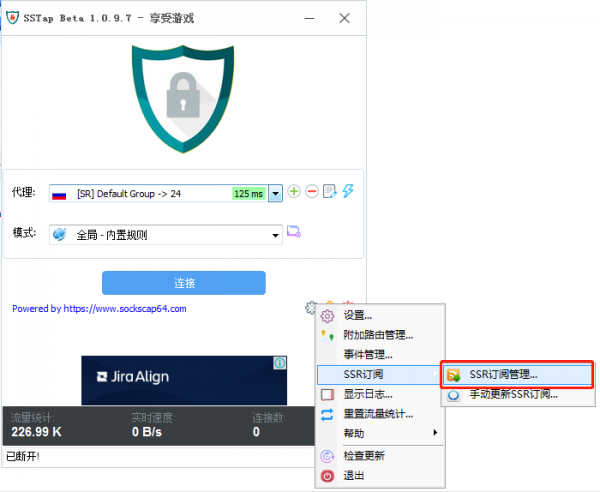 SSTap Beta 1.0.9.7 - 享受游戏
代理:
[SR] Default Group -> 24
125 ms
模式:
全局 - 内置规则
连接
Powered by https://www.sockscap64.com
设置...
附加路由管理...
事件管理...
SSR订阅
SSR订阅管理...
显示日志...
手动更新SSR订阅...
重置流量统计...
帮助
检查更新
退出
Jira Align
流量统计:
实时速度:
连接数:
226.99 K
0 B/s
0
已断开!